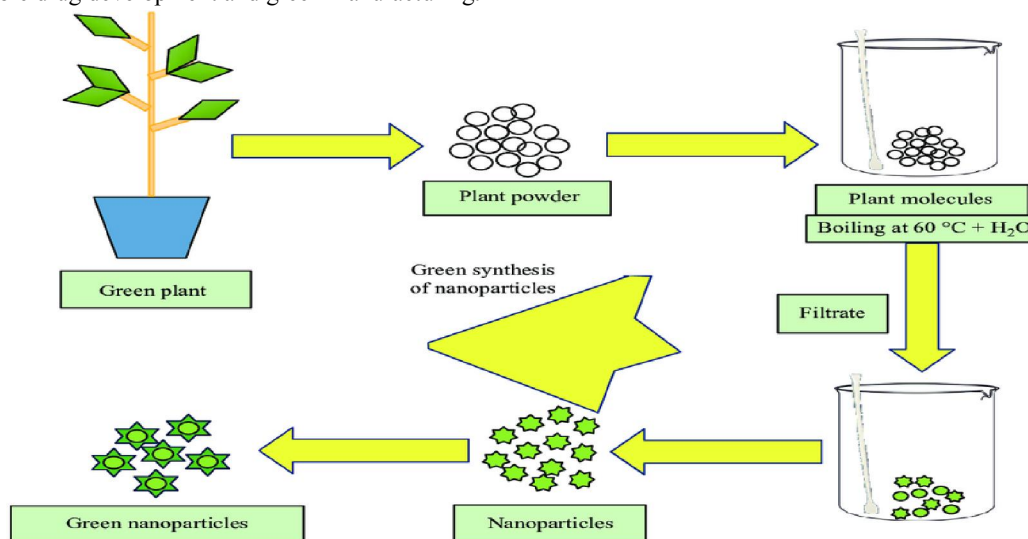 Plant powder
Plant molecules
Boiling at 60 °C + H₂O
Green plant
Green synthesis
of nanoparticles
Filtrate
Green nanoparticles
Nanoparticles